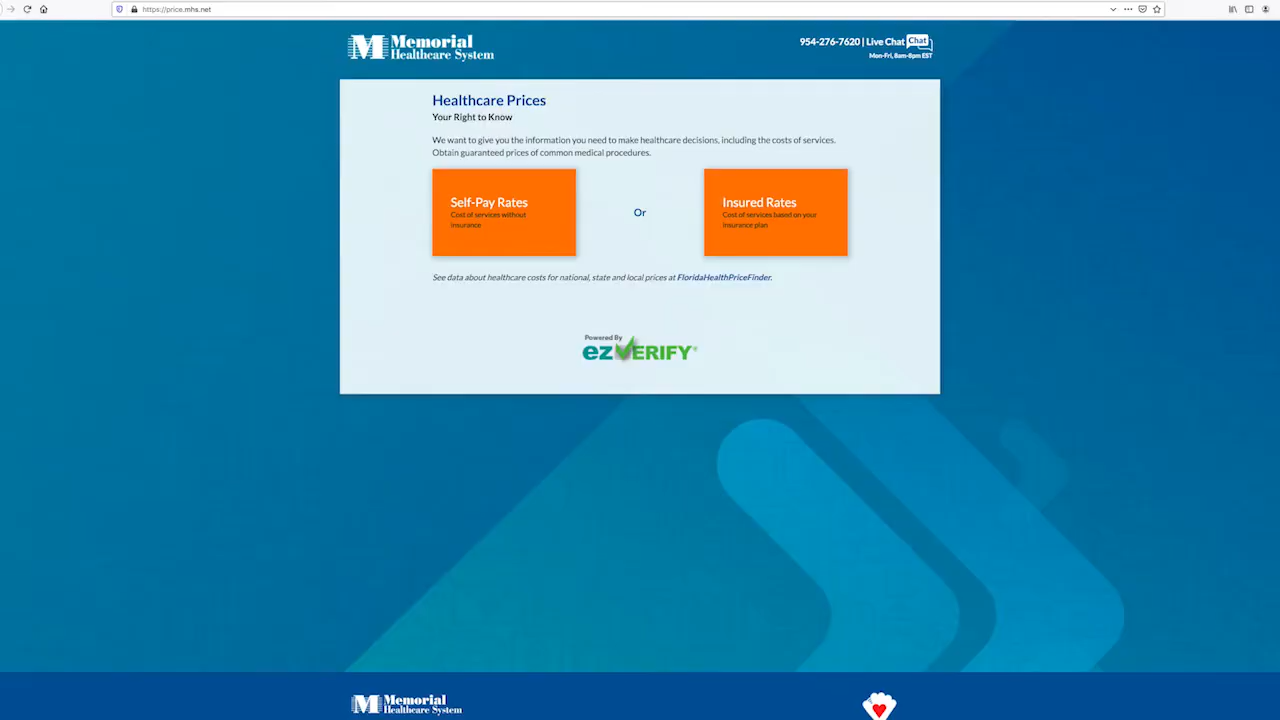 https://price.mhs.net
Memorial
Healthcare System
954-276-7620 | Live Chat Chat
Mon-Fri, 8am-8pm EST
Healthcare Prices
Your Right to Know
We want to give you the information you need to make healthcare decisions, including the costs of services.
Obtain guaranteed prices of common medical procedures.
Self-Pay Rates
Cost of services without
insurance
Or
Insured Rates
Cost of services based on your
insurance plan
See data about healthcare costs for national, state and local prices at FloridaHealthPriceFinder.
Powered By
ezVERIFY®
Memorial
Healthcare System